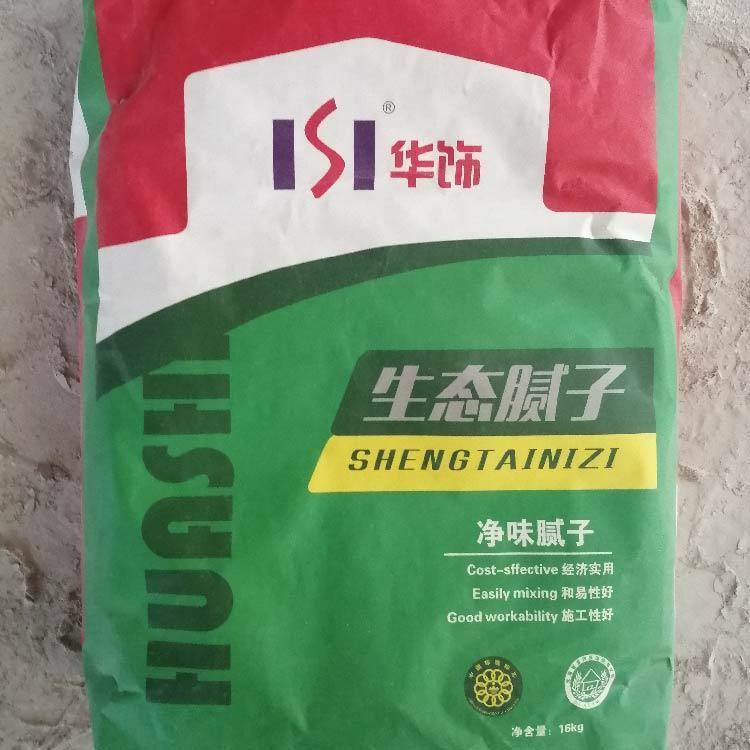 ISI®华饰
HUASHI
生态腻子
SHENGTAINIZI
净味腻子
Cost-sffective 经济实用
Easily mixing 和易性好
Good workability 施工性好
净含量：16kg